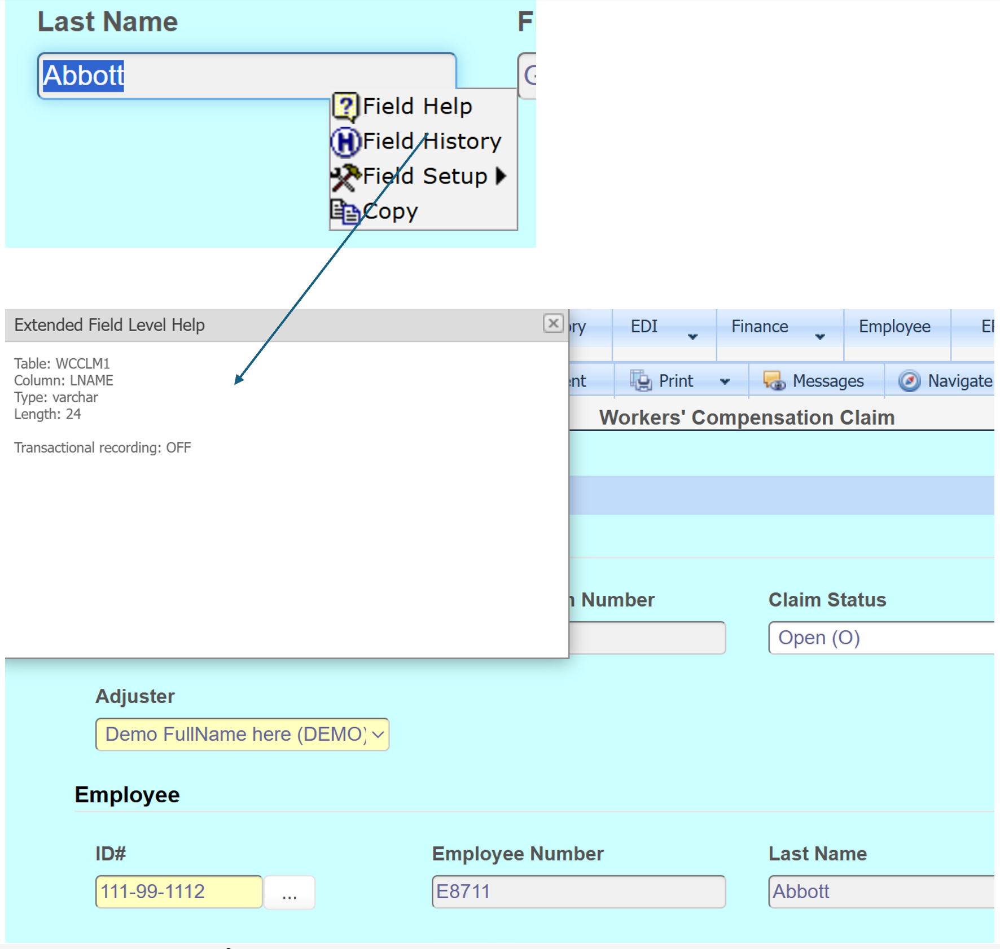 Last Name
Abbott
Field Help
Field History
Field Setup
Copy
Extended Field Level Help
EDI
Finance
Employee
Table: WCCLM1
Column: LNAME
Type: varchar
Length: 24
Transactional recording: OFF
Print
Messages
Navigate
Workers' Compensation Claim
Number
Claim Status
Open (O)
Adjuster
Demo FullName here (DEMO)
Employee
ID#
Employee Number
Last Name
111-99-1112
...
E8711
Abbott